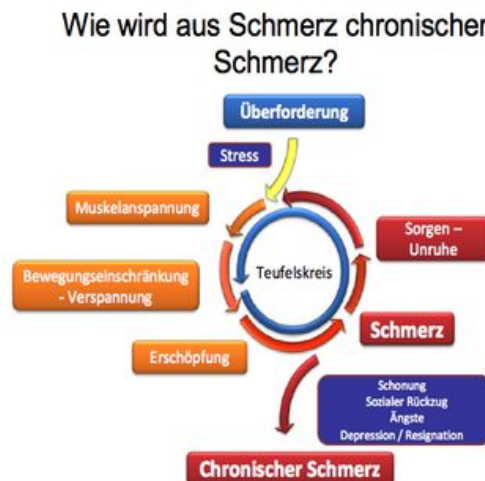 Wie wird aus Schmerz chronischer
Schmerz?
Überforderung
Stress
Muskelanspannung
Sorgen –
Unruhe
Teufelskreis
Bewegungseinschränkung
- Verspannung
Schmerz
Erschöpfung
Schonung
Sozialer Rückzug
Ängste
Depression / Resignation
Chronischer Schmerz